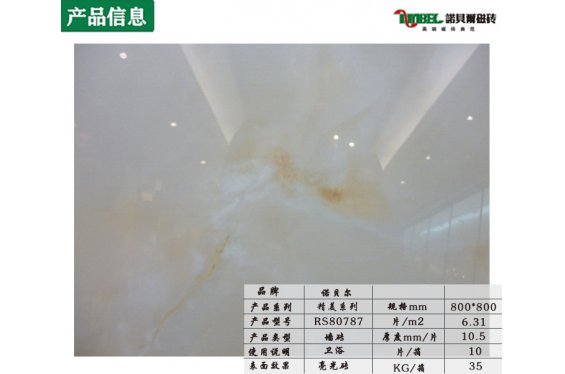 产品信息
NOBEL 諾貝爾磁砖
高端磁砖典范
品牌 诺贝尔
产品系列 精美系列 规格mm 800*800
产品型号 RS80787 片/m2 6.31
产品类型 墙砖 厚度mm/片 10.5
使用说明 卫浴 片/箱 10
表面效果 亮光砖 KG/箱 35